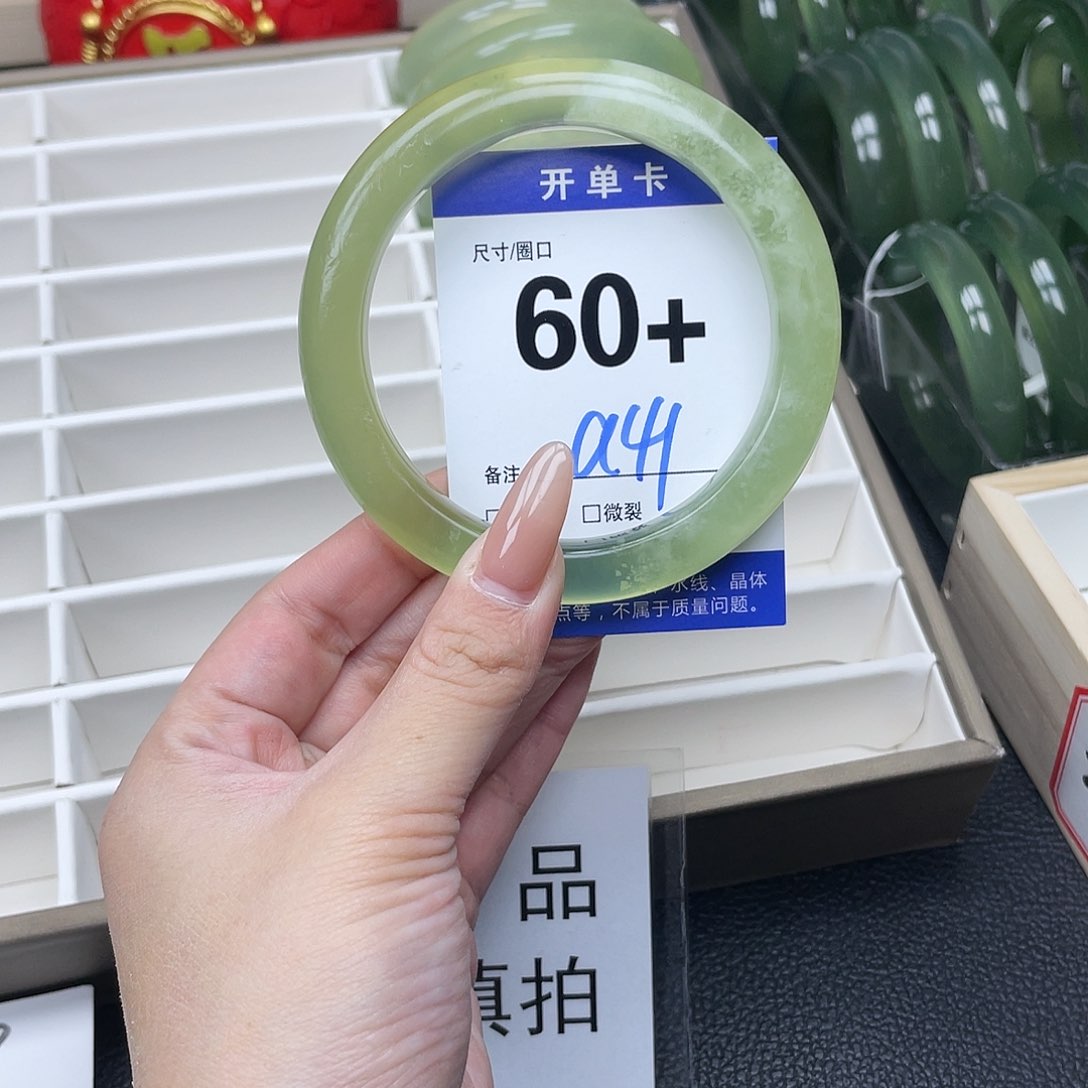 开单卡
尺寸/圈口
60+
a41
备注
□微裂
水线、晶体
点等，不属于质量问题。
品
慎拍